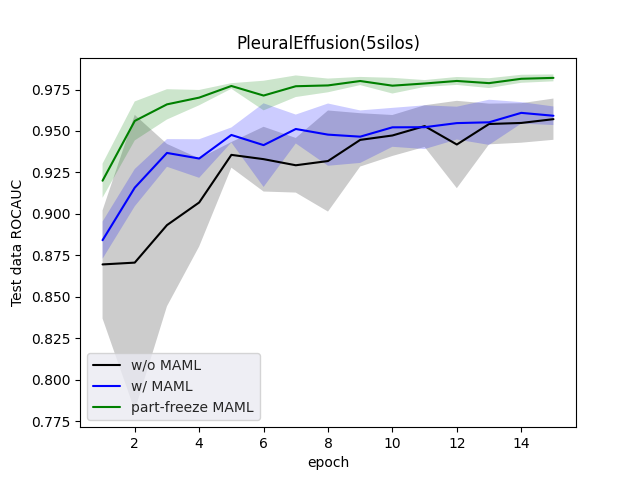 PleuralEffusion(5silos)
Test data ROCAUC
0.975
0.950
0.925
0.900
0.875
0.850
0.825
0.800
0.775
w/o MAML
w/ MAML
part-freeze MAML
2 4 6 8 10 12 14
epoch